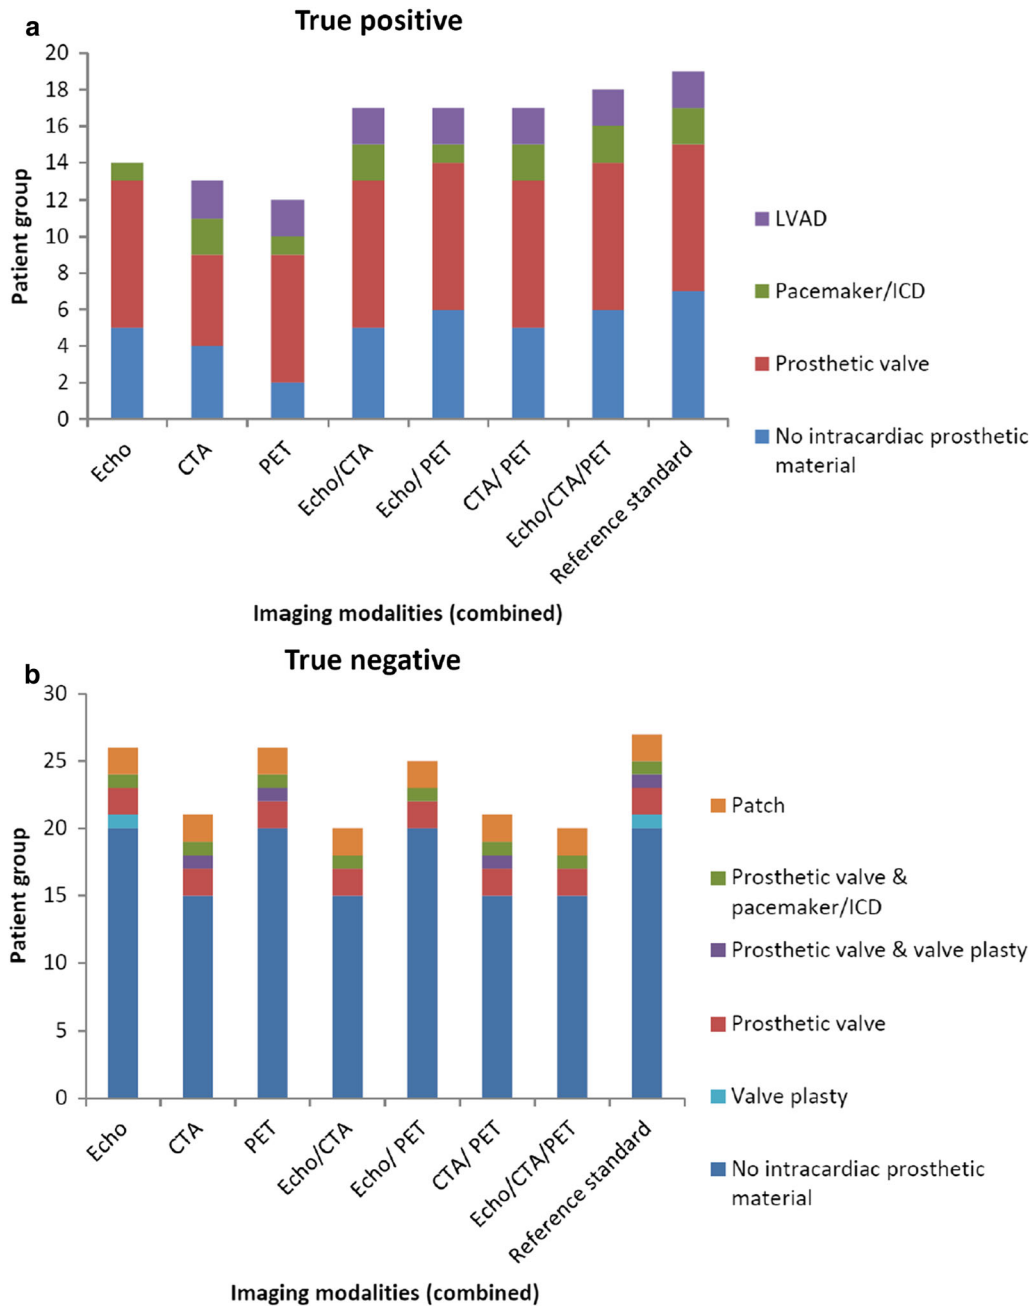 a
True positive
20
18
16
14
12
10
8
6
4
2
0
Patient group
Echo
CTA
PET
Echo/CTA
Echo/ PET
CTA/ PET
Echo/CTA/PET
Reference standard
Imaging modalities (combined)
LVAD
Pacemaker/ICD
Prosthetic valve
No intracardiac prosthetic
material
b
True negative
30
25
20
15
10
5
0
Patient group
Echo
CTA
PET
Echo/CTA
Echo/ PET
CTA/ PET
Echo/CTA/PET
Reference standard
Imaging modalities (combined)
Patch
Prosthetic valve &
pacemaker/ICD
Prosthetic valve & valve plasty
Prosthetic valve
Valve plasty
No intracardiac prosthetic
material